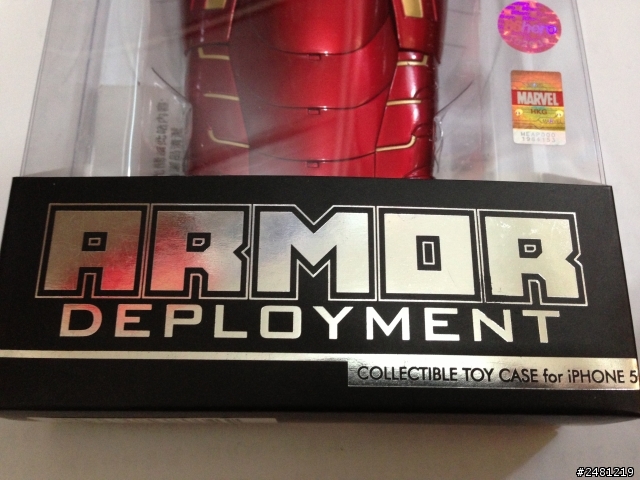 MARVEL
ARMOR
DEPLOYMENT
COLLECTIBLE TOY CASE for iPHONE 5
#2481219